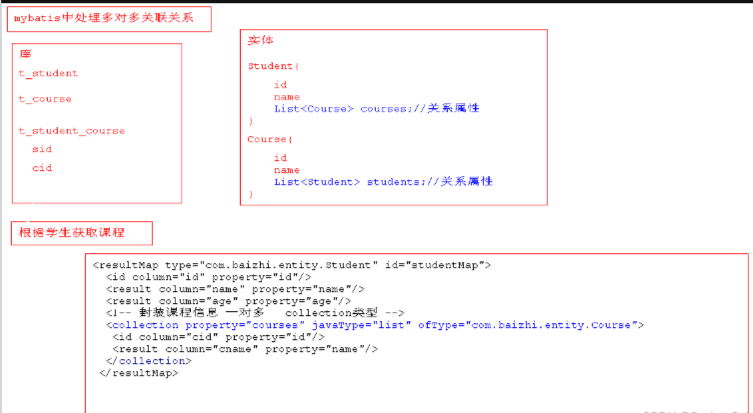 mybatis中处理多对多关联关系
库
t_student
t_course
t_student_course
sid
cid
实体
Student{
id
name
List<Course> courses;//关系属性
}
Course{
id
name
List<Student> students;//关系属性
}
根据学生获取课程
<resultMap type="com.baizhi.entity.Student" id="studentMap">
<id column="id" property="id"/>
<result column="name" property="name"/>
<result column="age" property="age"/>
<!-- 封装课程信息 一对多 collection类型 -->
<collection property="courses" javaType="list" ofType="com.baizhi.entity.Course">
<id column="cid" property="id"/>
<result column="cname" property="name"/>
</collection>
</resultMap>